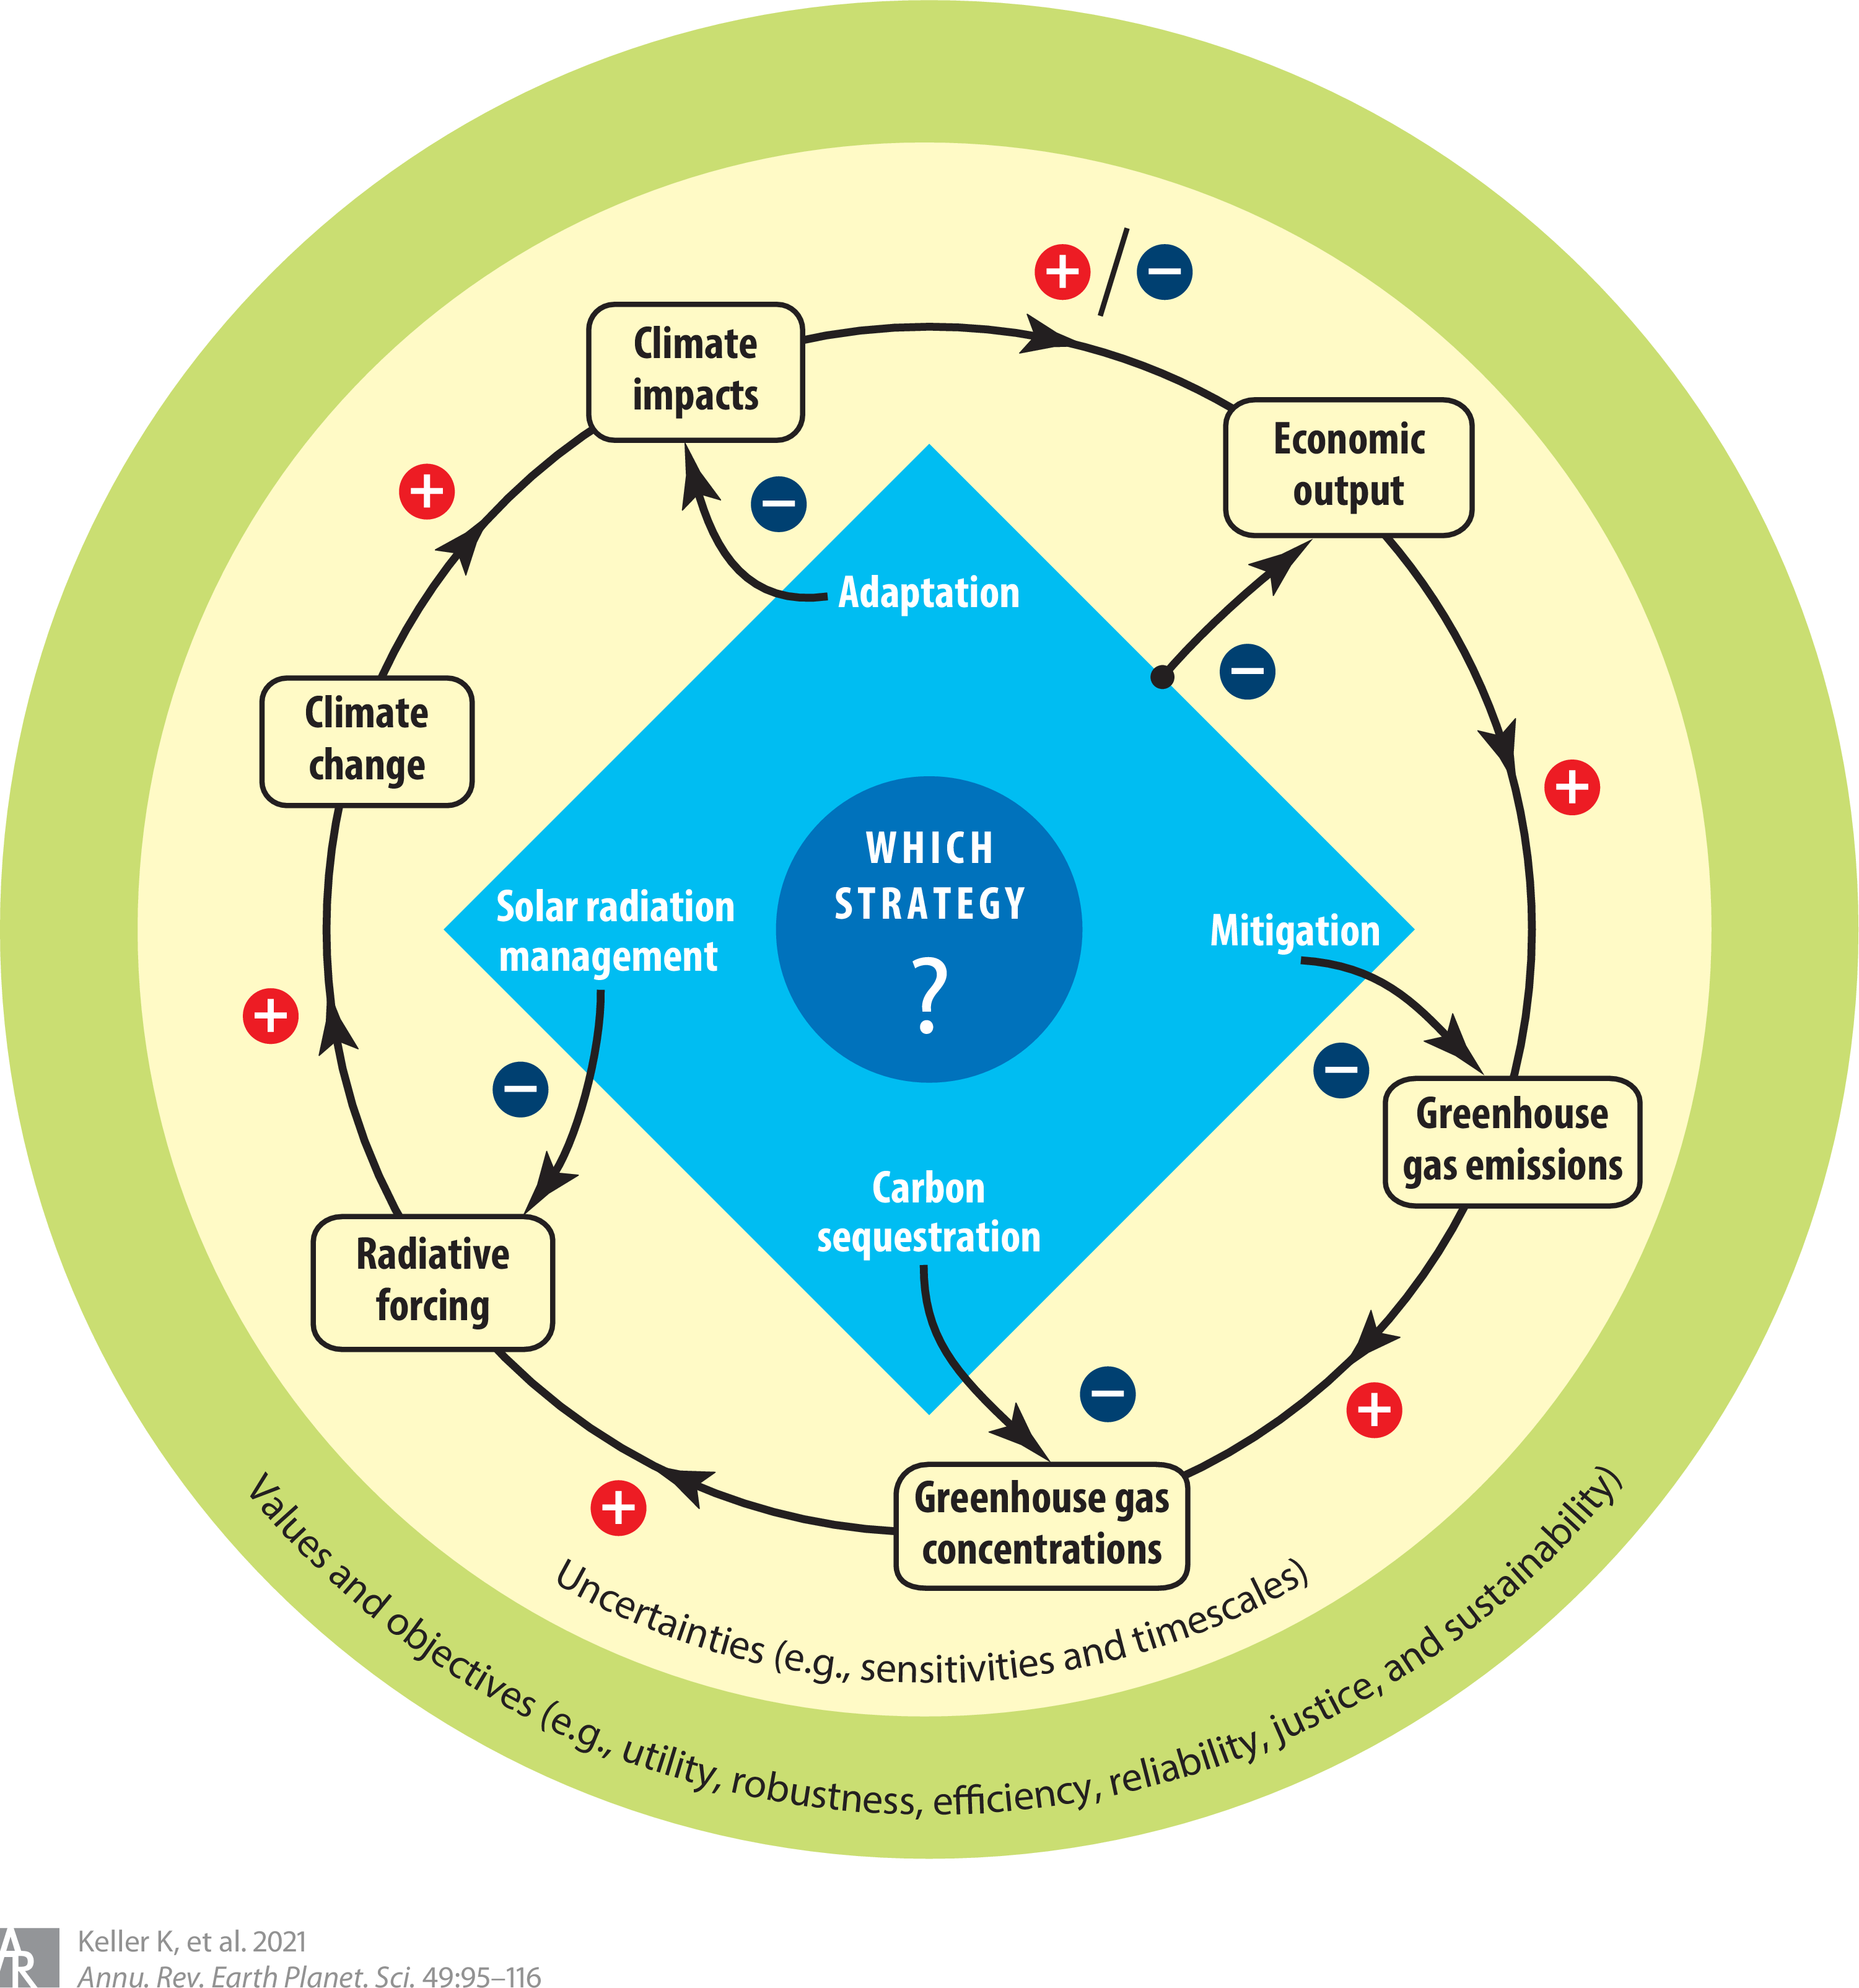 + / −
Climate
impacts
Economic
output
+
−
Adaptation
−
Climate
change
+
WHICH
STRATEGY
?
Solar radiation
management
Mitigation
+
−
−
Greenhouse
gas emissions
Carbon
sequestration
Radiative
forcing
−
+
Greenhouse gas
concentrations
+
Uncertainties (e.g., sensitivities and timescales)
Values and objectives (e.g., utility, robustness, efficiency, reliability, justice, and sustainability)
AR
Keller K, et al. 2021
Annu. Rev. Earth Planet. Sci. 49:95–116